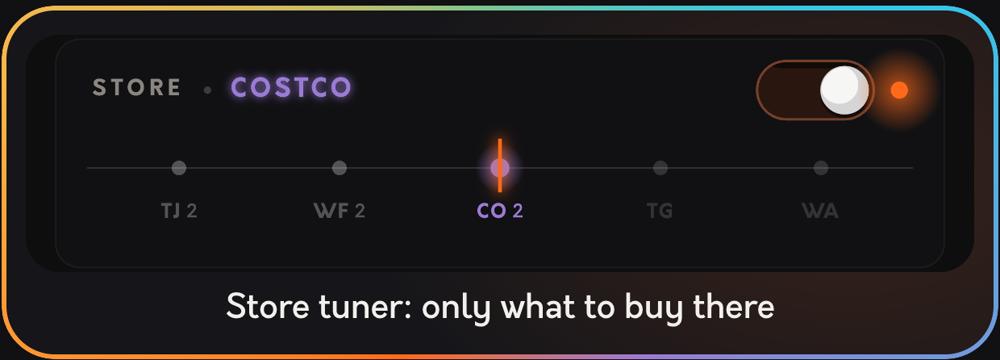 STORE • COSTCO
TJ 2 WF 2 CO 2 TG WA
Store tuner: only what to buy there